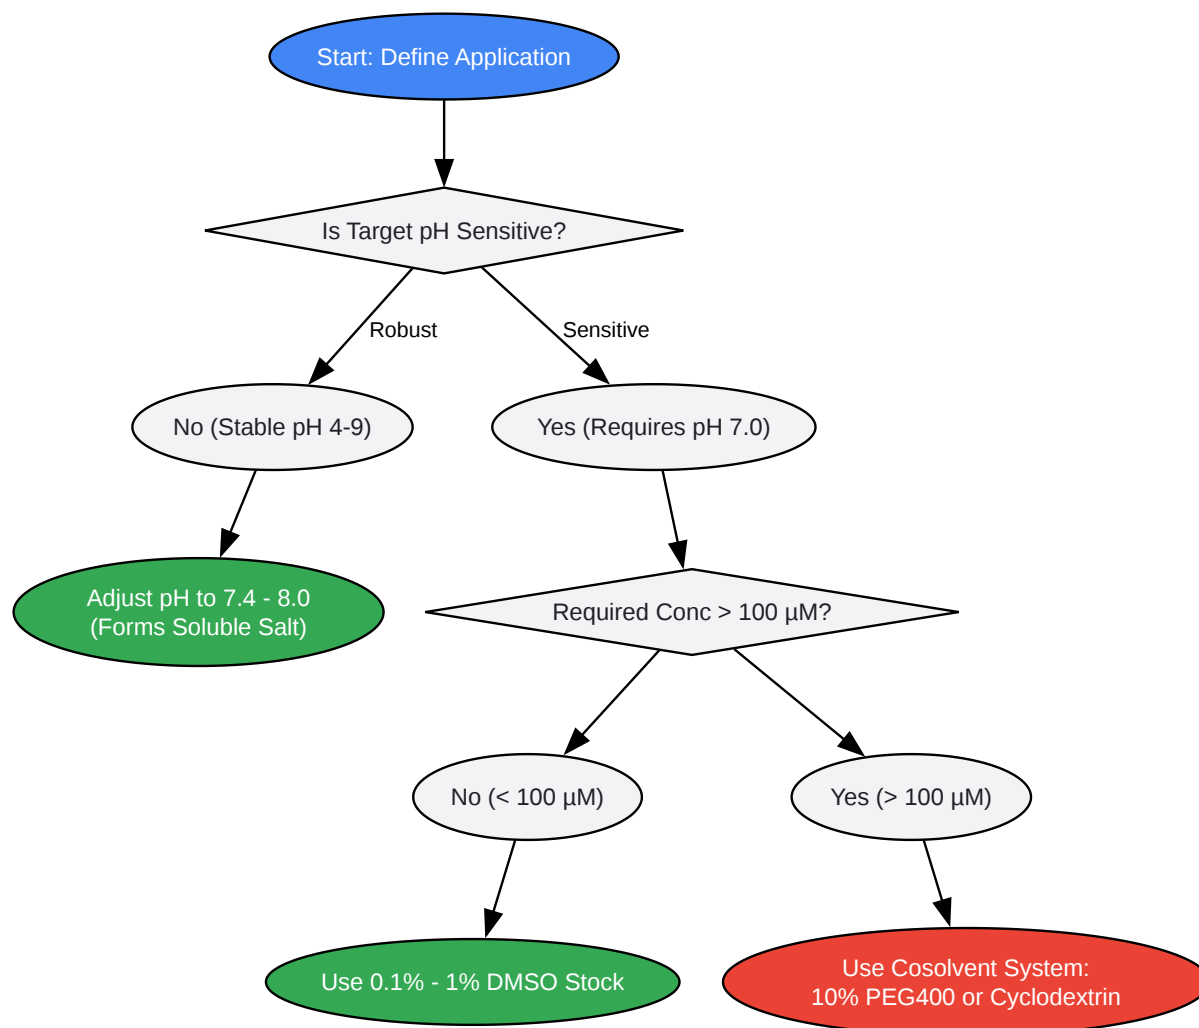 Start: Define Application
Is Target pH Sensitive?
Robust
Sensitive
No (Stable pH 4-9)
Yes (Requires pH 7.0)
Adjust pH to 7.4 - 8.0
(Forms Soluble Salt)
Required Conc > 100 µM?
No (< 100 µM)
Yes (> 100 µM)
Use 0.1% - 1% DMSO Stock
Use Cosolvent System:
10% PEG400 or Cyclodextrin